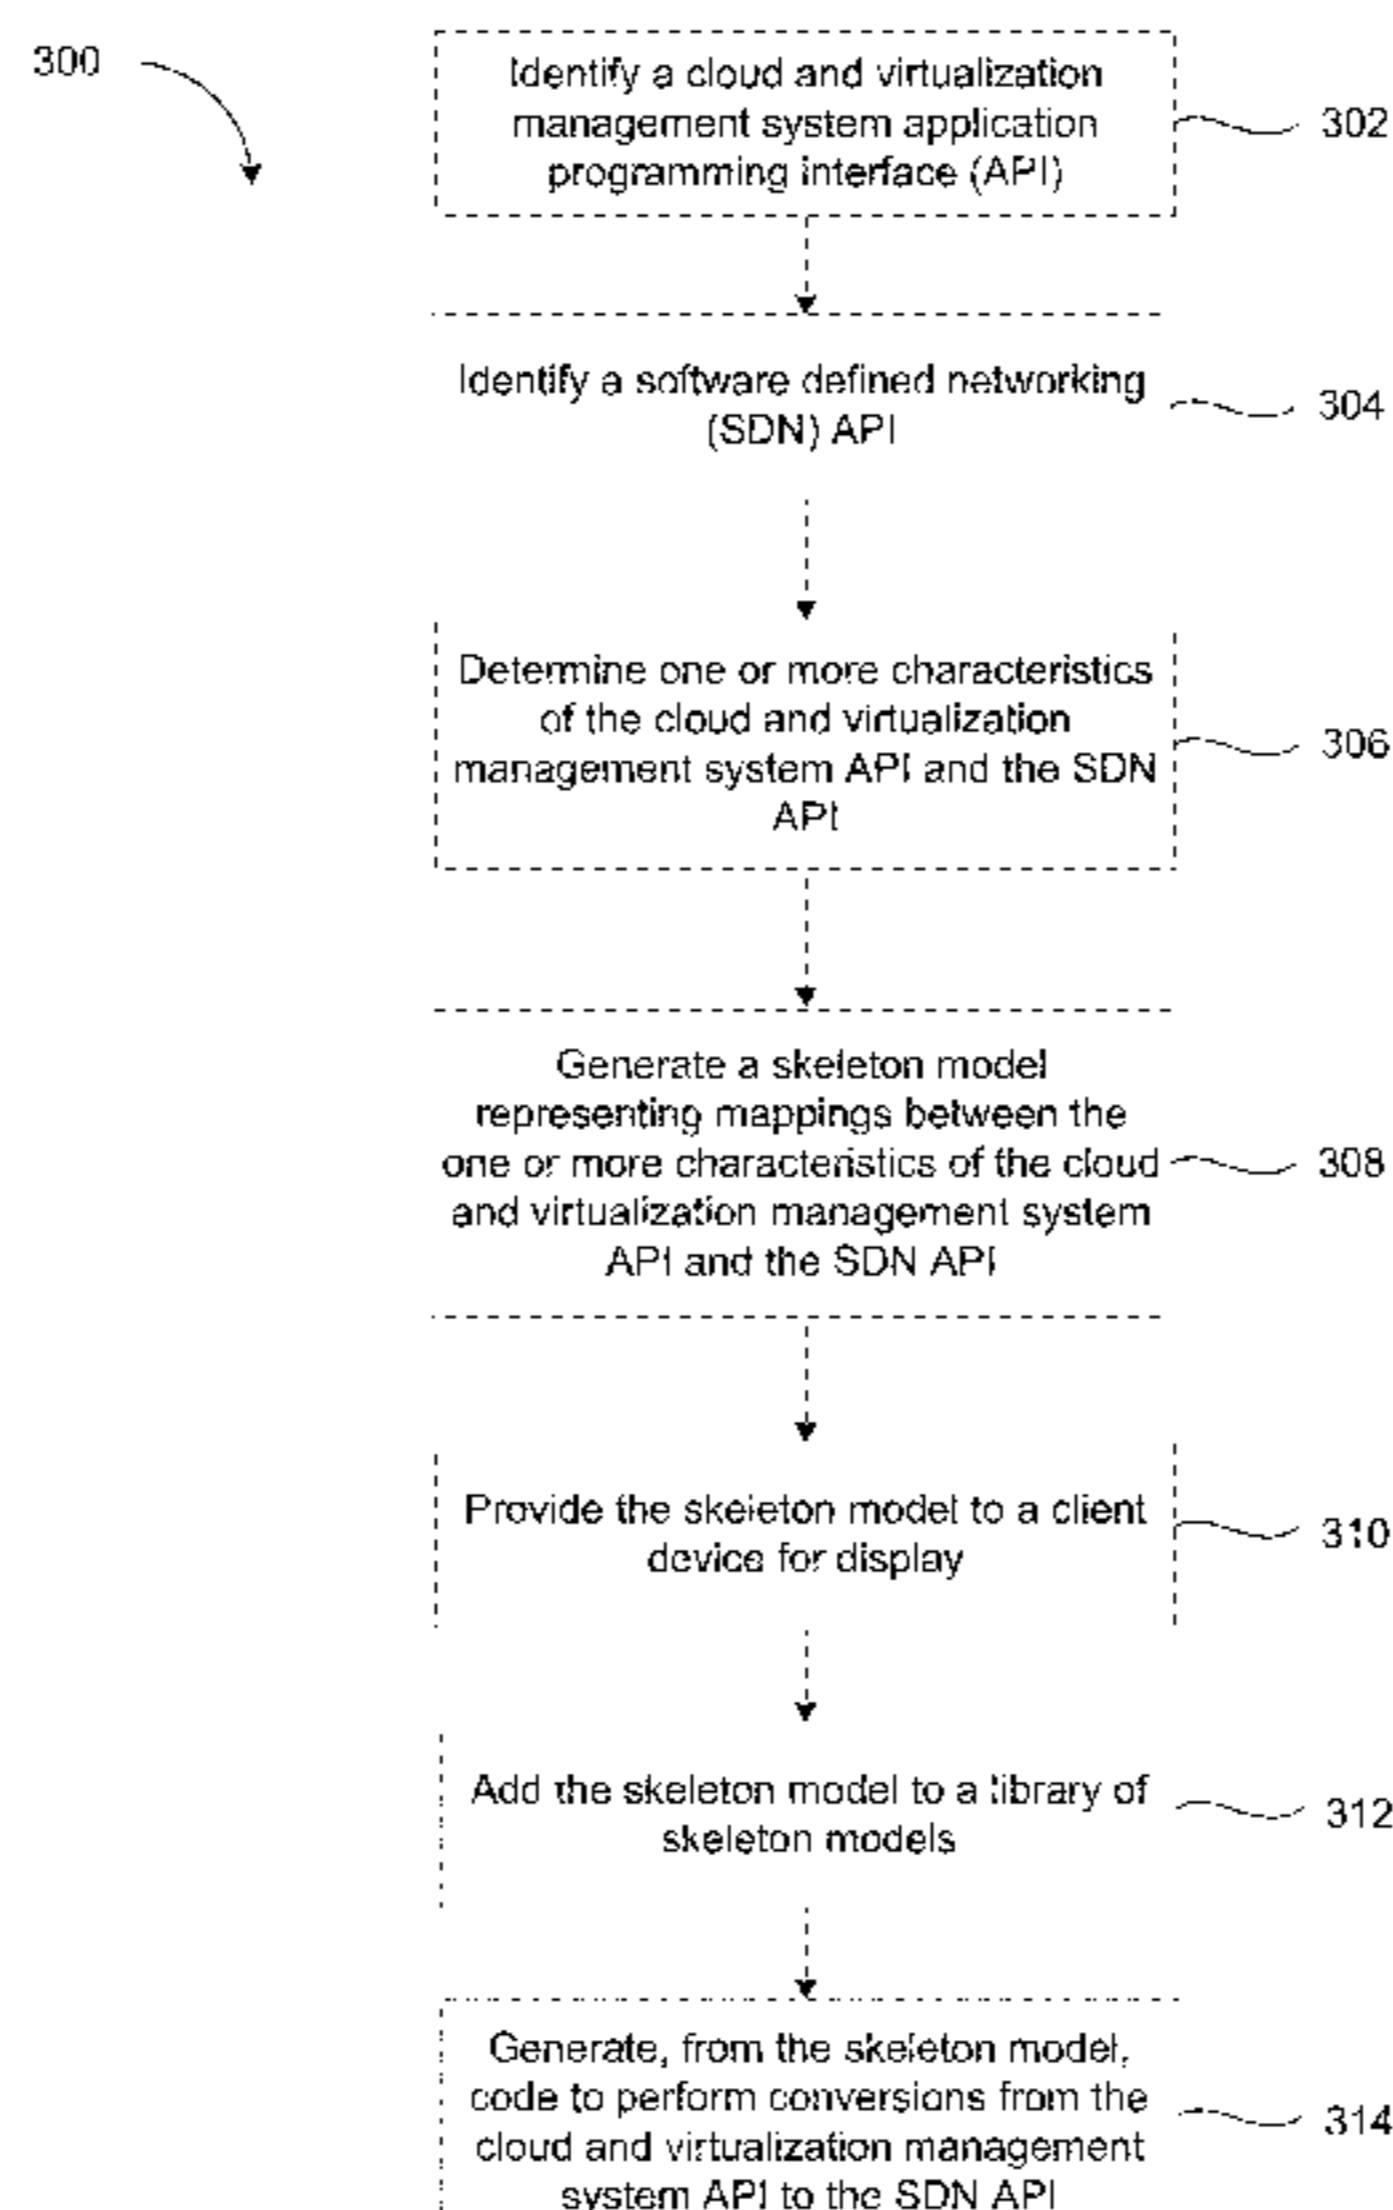 300
Identify a cloud and virtualization
management system application
programming interface (API)
302
Identify a software defined networking
(SDN) API
304
Determine one or more characteristics
of the cloud and virtualization
management system API and the SDN
API
306
Generate a skeleton model
representing mappings between the
one or more characteristics of the cloud
and virtualization management system
API and the SDN API
308
Provide the skeleton model to a client
device for display
310
Add the skeleton model to a library of
skeleton models
312
Generate, from the skeleton model,
code to perform conversions from the
cloud and virtualization management
system API to the SDN API
314